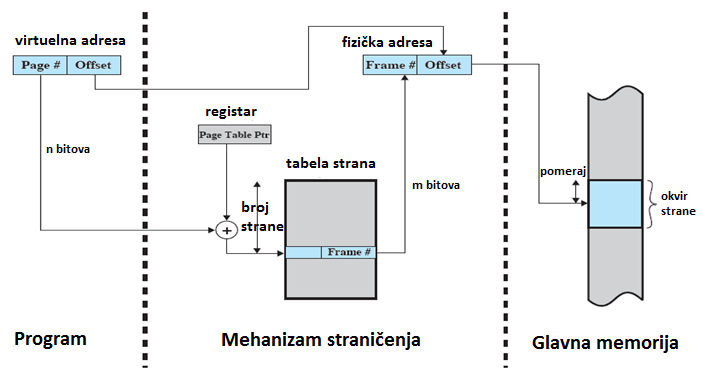 virtuelna adresa
Page # Offset
n bitova
registar
Page Table Ptr
tabela strana
broj
strane
Frame #
m bitova
fizička adresa
Frame # Offset
pomeraj
okvir
strane
Program
Mehanizam straničenja
Glavna memorija